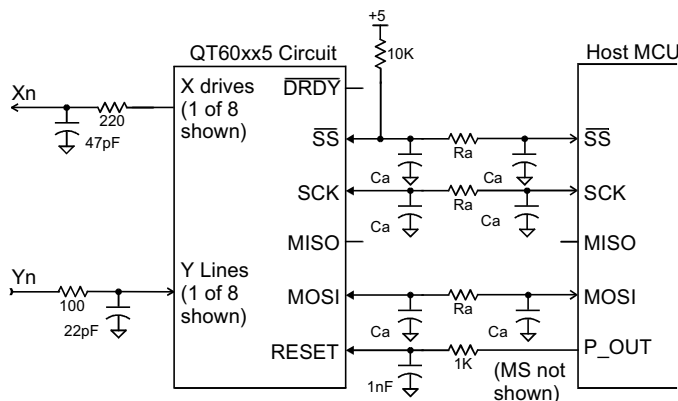 +5
QT60xx5 Circuit
10K
Host MCU
Xn
X drives
(1 of 8
shown)
DRDY
220
47pF
SS
Ca
Ra
Ca
SS
SCK
Ca
Ra
Ca
SCK
MISO
MISO
Yn
Y Lines
(1 of 8
shown)
100
22pF
MOSI
Ca
Ra
Ca
MOSI
RESET
1nF
1K
P_OUT
(MS not
shown)